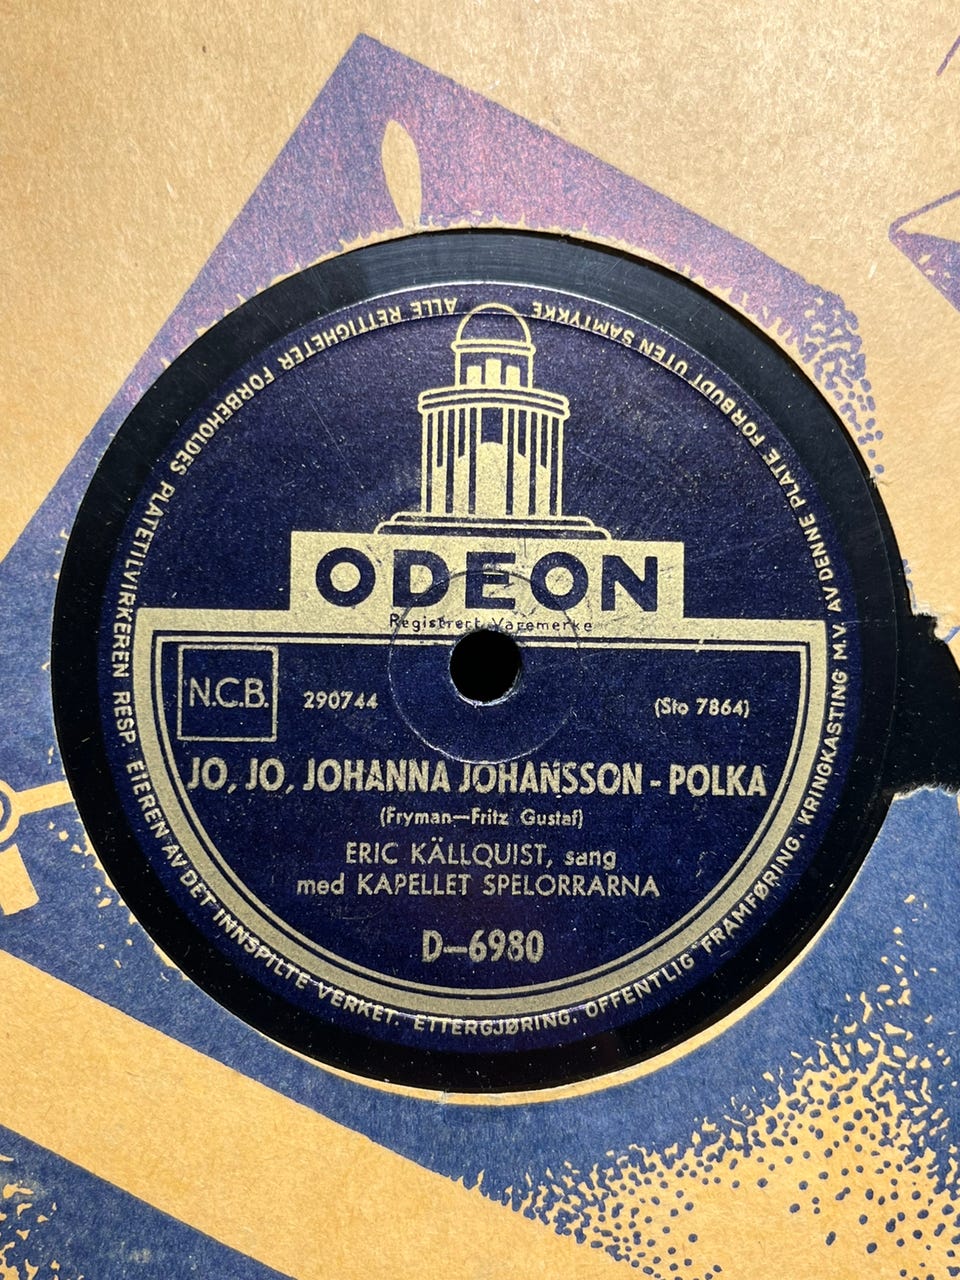 ODEON
Registrert Varemerke
N.C.B.
290744
(Sto 7864)
JO, JO, JOHANNA JOHANSSON - POLKA
(Fryman—Fritz Gustaf)
ERIC KÄLLQUIST, sang
med KAPELLET SPELORRARNA
D—6980
ALLE RETTIGHETER FORBEHOLDES PLATETILVIRKEREN RESP. EIEREN AV DET INNSPILTE VERKET. ETTERGJØRING, OFFENTLIG FRAMFØRING, KRINGKASTING M.V. AV DENNE PLATE FORBUDT UTEN SAMTYKKE